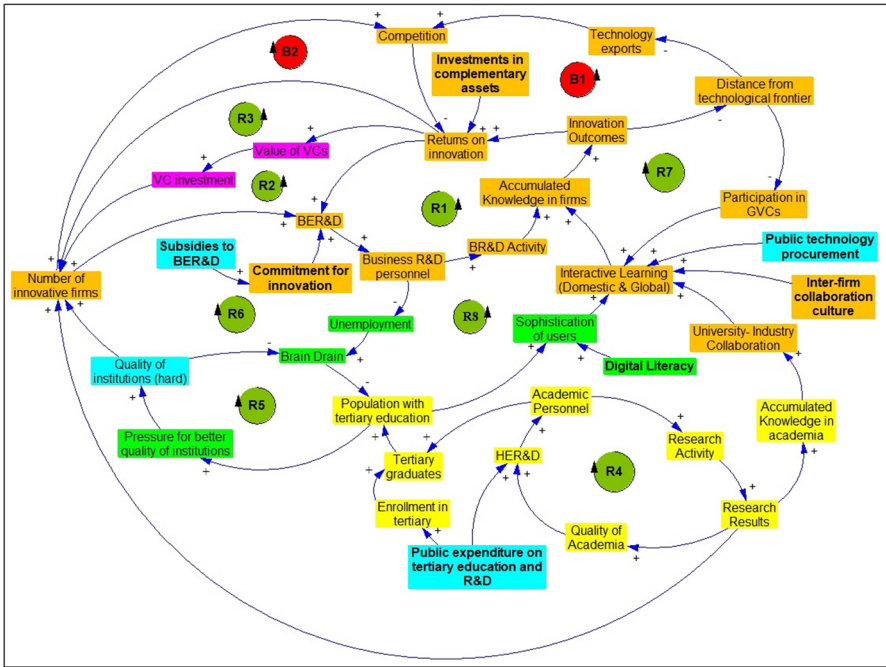 Competition
Technology
exports
B2
Investments in
complementary
assets
B1
Distance from
technological frontier
R3
Returns on
innovation
Innovation
Outcomes
Value of VCs
VC investment
R2
R1
Accumulated
Knowledge in firms
R7
Participation in
GVCs
BER&D
Subsidies to
BER&D
Commitment for
innovation
Business R&D
personnel
BR&D Activity
Public technology
procurement
Number of
innovative firms
Interactive Learning
(Domestic & Global)
Inter-firm
collaboration
culture
R6
Unemployment
R8
Sophistication
of users
University- Industry
Collaboration
Quality of
institutions (hard)
Brain Drain
Digital Literacy
R5
Population with
tertiary education
Academic
Personnel
Accumulated
Knowledge in
academia
Pressure for better
quality of institutions
Tertiary
graduates
HER&D
Research
Activity
R4
Enrollment in
tertiary
Quality of
Academia
Research
Results
Public expenditure on
tertiary education and
R&D